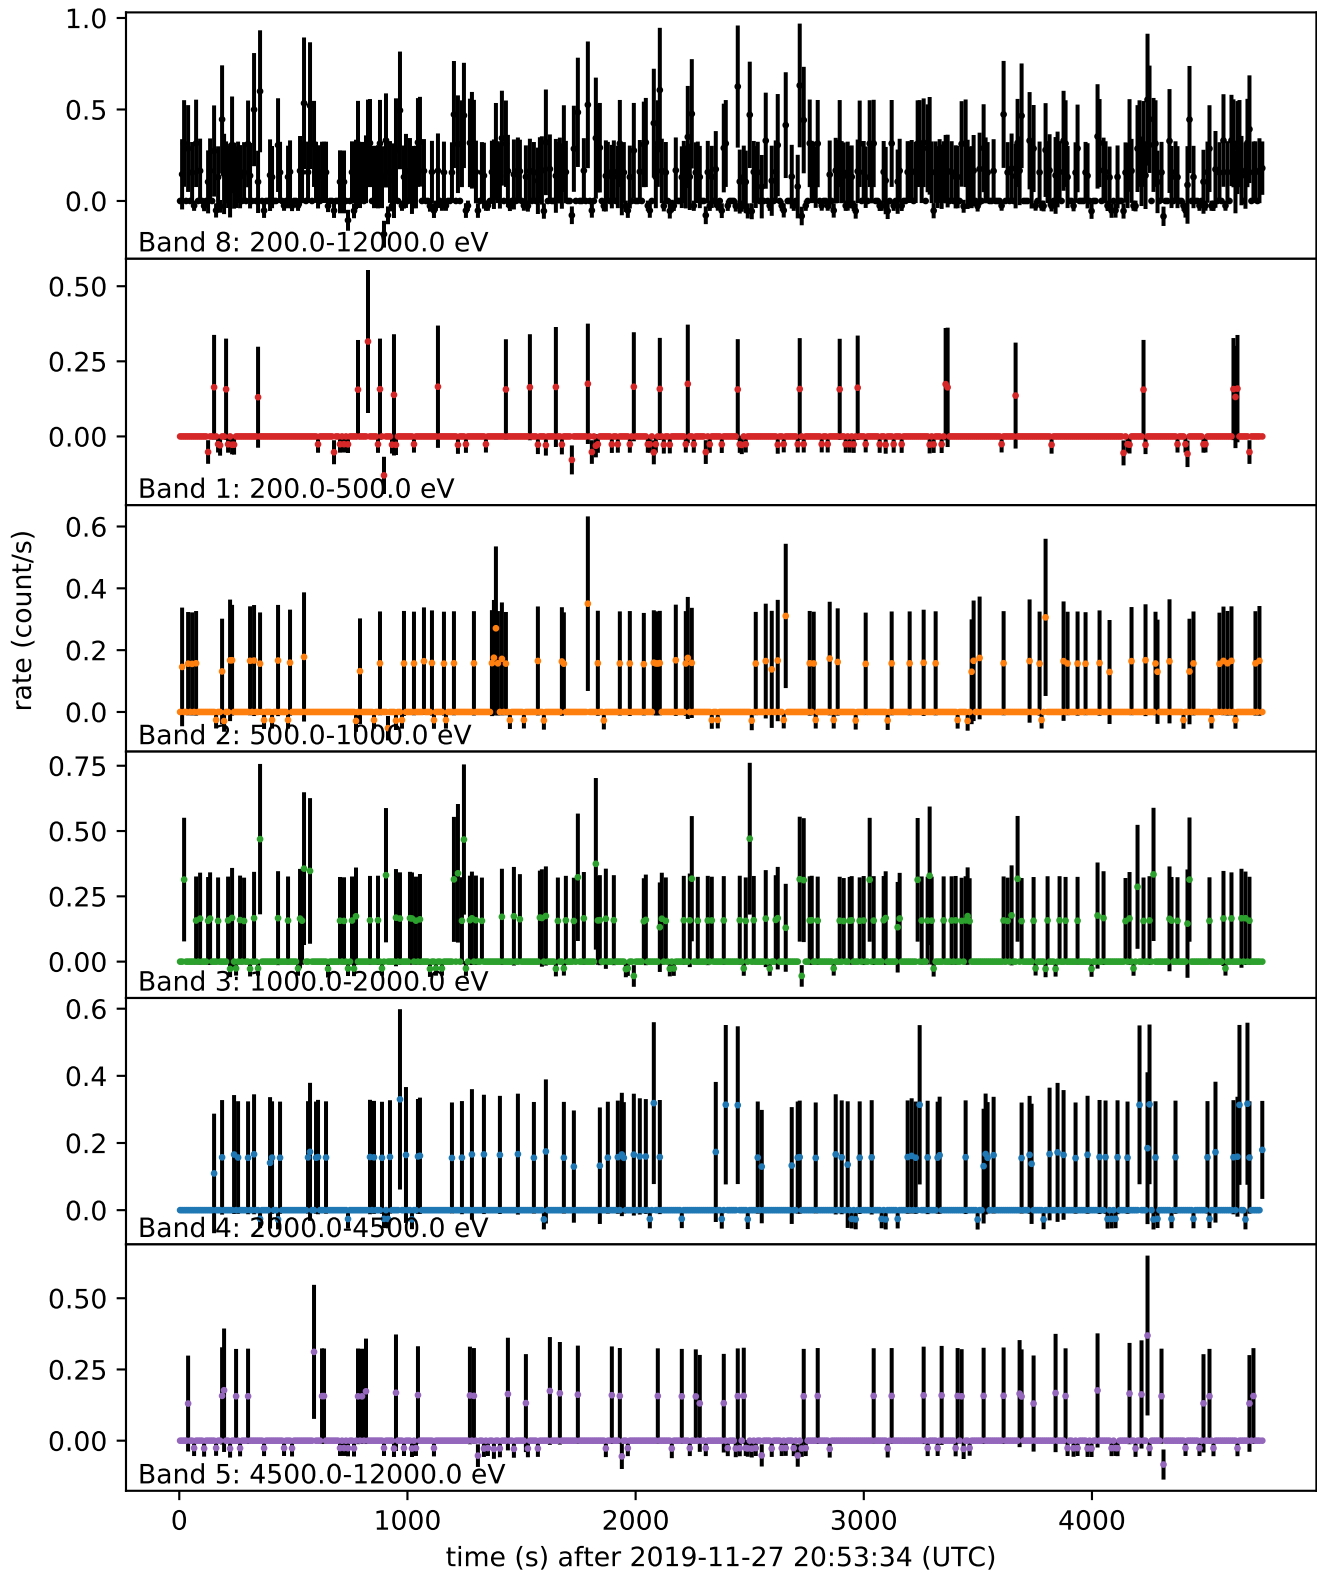 1.0
0.5
0.0
Band 8: 200.0-12000.0 eV
0.50
0.25
0.00
Band 1: 200.0-500.0 eV
rate (count/s)
0.6
0.4
0.2
0.0
Band 2: 500.0-1000.0 eV
0.75
0.50
0.25
0.00
Band 3: 1000.0-2000.0 eV
0.6
0.4
0.2
0.0
Band 4: 2000.0-4500.0 eV
0.50
0.25
0.00
Band 5: 4500.0-12000.0 eV
0 1000 2000 3000 4000
time (s) after 2019-11-27 20:53:34 (UTC)